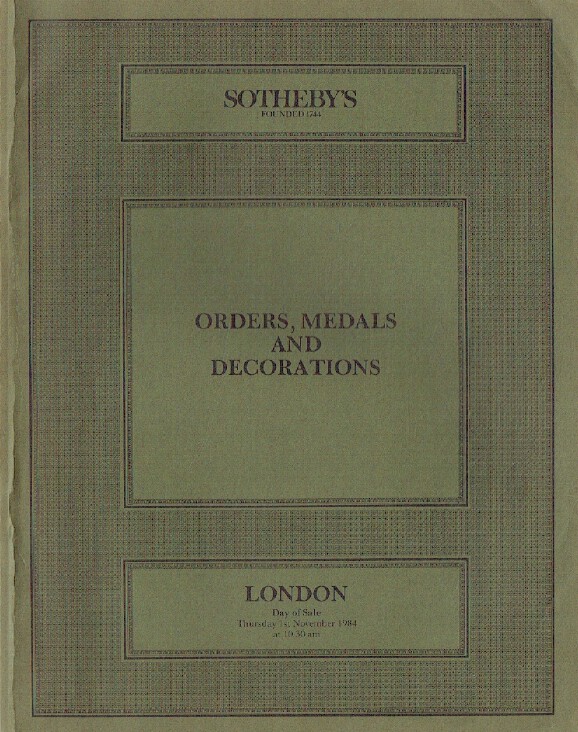 SOTHEBY'S
FOUNDED 1744
ORDERS, MEDALS
AND
DECORATIONS
LONDON
Day of Sale
Thursday 1st November 1984
at 10.30 am